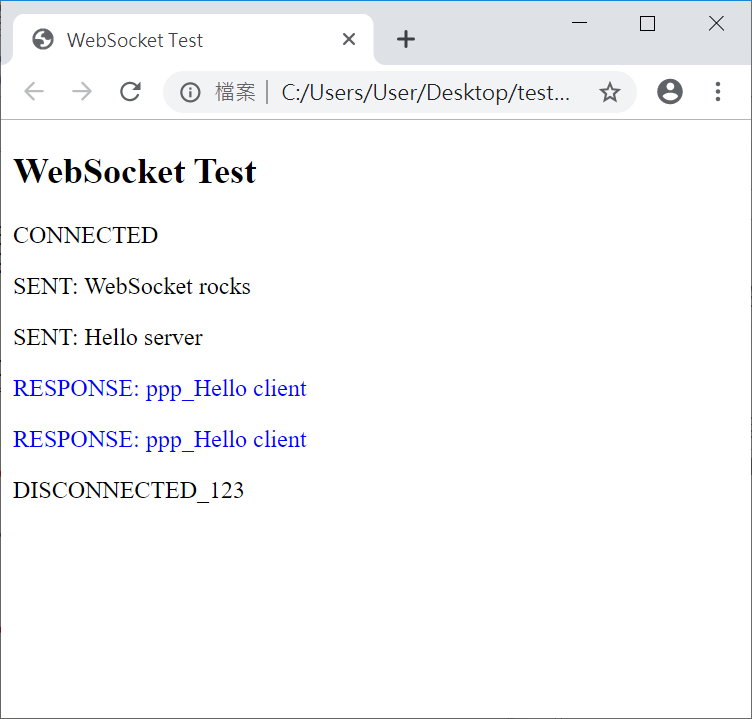 WebSocket Test
檔案 | C:/Users/User/Desktop/test...
WebSocket Test
CONNECTED
SENT: WebSocket rocks
SENT: Hello server
RESPONSE: ppp_Hello client
RESPONSE: ppp_Hello client
DISCONNECTED_123